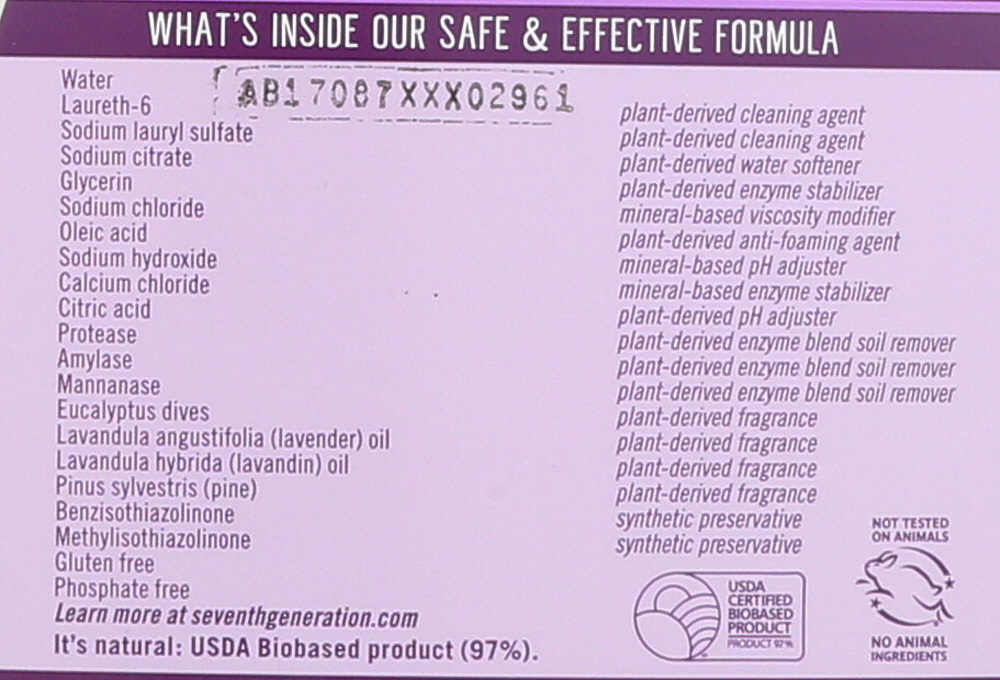 WHAT'S INSIDE OUR SAFE & EFFECTIVE FORMULA
Water
AB17087XXX02961
Laureth-6 plant-derived cleaning agent
Sodium lauryl sulfate plant-derived cleaning agent
Sodium citrate plant-derived water softener
Glycerin plant-derived enzyme stabilizer
Sodium chloride mineral-based viscosity modifier
Oleic acid plant-derived anti-foaming agent
Sodium hydroxide mineral-based pH adjuster
Calcium chloride mineral-based enzyme stabilizer
Citric acid plant-derived pH adjuster
Protease plant-derived enzyme blend soil remover
Amylase plant-derived enzyme blend soil remover
Mannanase plant-derived enzyme blend soil remover
Eucalyptus dives plant-derived fragrance
Lavandula angustifolia (lavender) oil plant-derived fragrance
Lavandula hybrida (lavandin) oil plant-derived fragrance
Pinus sylvestris (pine) plant-derived fragrance
Benzisothiazolinone synthetic preservative
Methylisothiazolinone synthetic preservative
Gluten free
Phosphate free
Learn more at seventhgeneration.com
It's natural: USDA Biobased product (97%).
USDA
CERTIFIED
BIOBASED
PRODUCT
PRODUCT 97%
NOT TESTED
ON ANIMALS
NO ANIMAL
INGREDIENTS